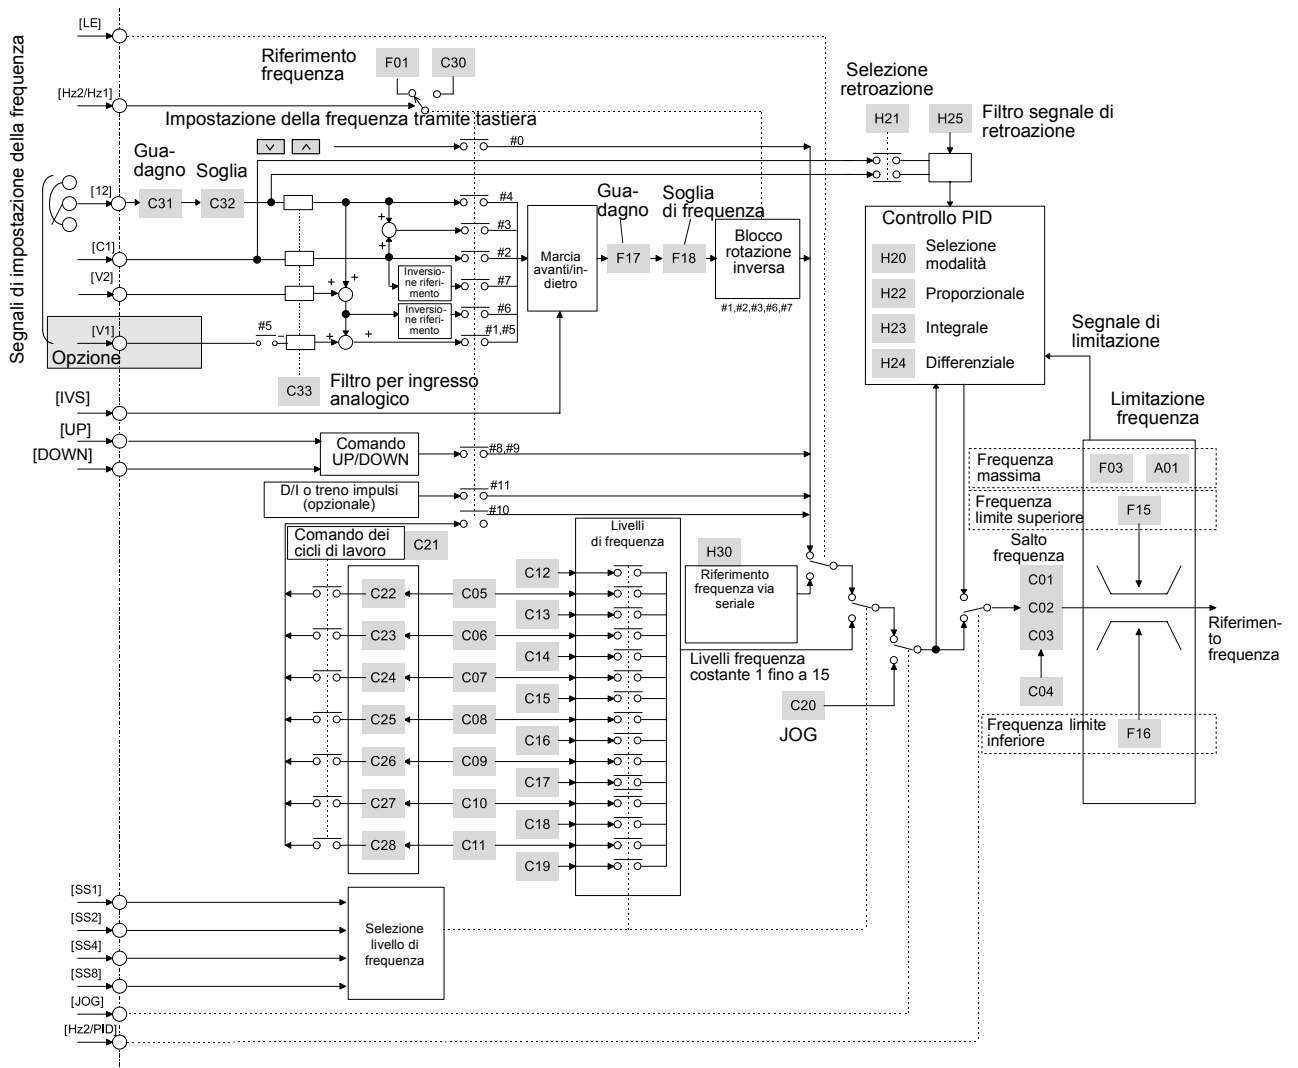 Segnali di impostazione della frequenza
[LE]
Riferimento
frequenza
F01
C30
[Hz2/Hz1]
Impostazione della frequenza tramite tastiera
#0
Selezione
retroazione
H21
H25
Filtro segnale di
retroazione
Gua-
dagno
Soglia
[12]
C31
C32
#4
#3
[C1]
#2
[V2]
Inversio-
ne riferi-
mento
#7
Inversio-
ne riferi-
mento
#6
[V1]
Opzione
#5
#1,#5
C33
Filtro per ingresso
analogico
Marcia
avanti/in-
dietro
Gua-
dagno
F17
Soglia
di frequenza
F18
Blocco
rotazione
inversa
#1,#2,#3,#6,#7
Controllo PID
H20
Selezione
modalità
H22
Proporzionale
H23
Integrale
H24
Differenziale
Segnale di
limitazione
Limitazione
frequenza
[IVS]
[UP]
[DOWN]
Comando
UP/DOWN
#8,#9
D/I o treno impulsi
(opzionale)
#11
#10
Comando dei
cicli di lavoro
C21
Livelli
di frequenza
Frequenza
massima
F03
A01
Frequenza
limite superiore
F15
Salto
frequenza
C01
C02
C03
C04
Riferimen-
to
frequenza
Frequenza limite
inferiore
F16
H30
Riferimento
frequenza via
seriale
Livelli frequenza
costante 1 fino a 15
C20
JOG
C12
C22
C05
C13
C23
C06
C14
C24
C07
C15
C25
C08
C16
C26
C09
C17
C27
C10
C18
C28
C11
C19
[SS1]
[SS2]
[SS4]
[SS8]
Selezione
livello di
frequenza
[JOG]
[Hz2/PID]